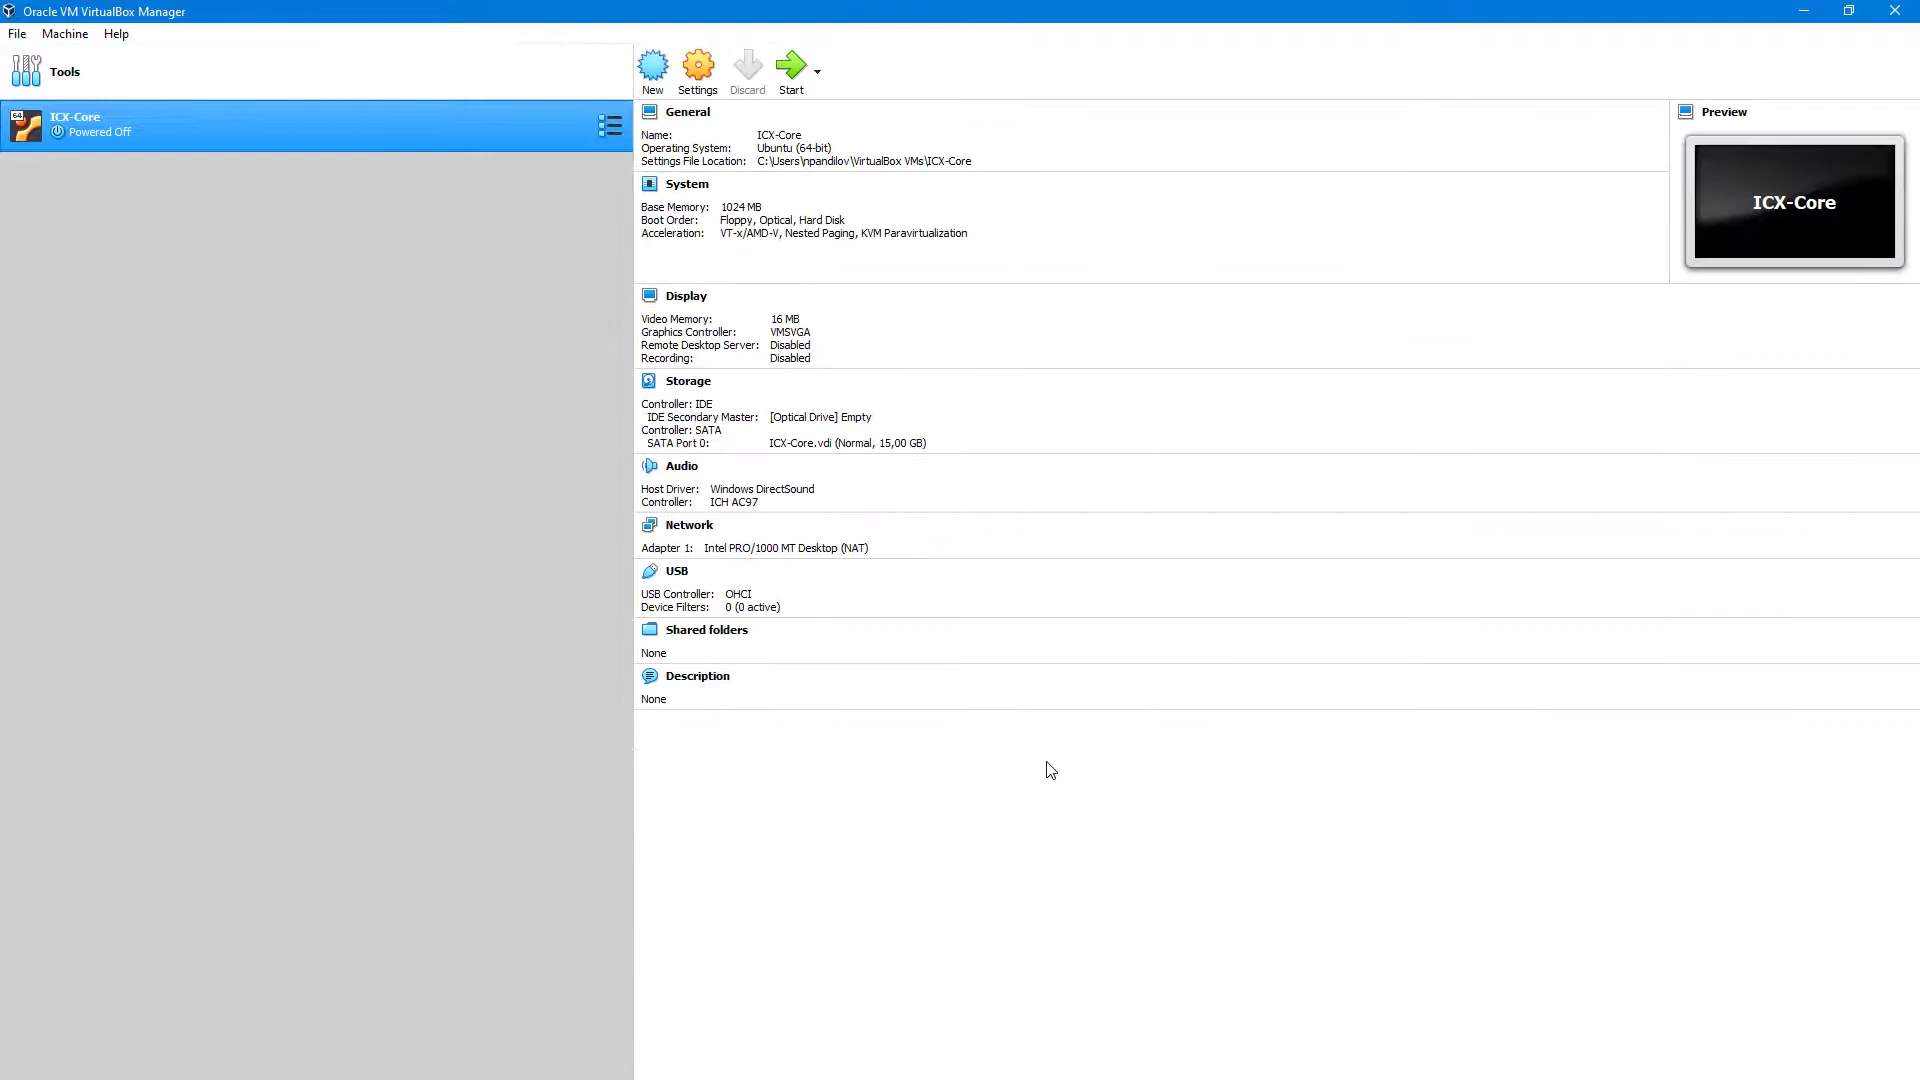 Oracle VM VirtualBox Manager
File Machine Help
Tools
64
ICX-Core
Powered Off
New Settings Discard Start
General
Name: ICX-Core
Operating System: Ubuntu (64-bit)
Settings File Location: C:\Users\npandilov\VirtualBox VMs\ICX-Core
System
Base Memory: 1024 MB
Boot Order: Floppy, Optical, Hard Disk
Acceleration: VT-x/AMD-V, Nested Paging, KVM Paravirtualization
Preview
ICX-Core
Display
Video Memory: 16 MB
Graphics Controller: VMSVGA
Remote Desktop Server: Disabled
Recording: Disabled
Storage
Controller: IDE
IDE Secondary Master: [Optical Drive] Empty
Controller: SATA
SATA Port 0: ICX-Core.vdi (Normal, 15,00 GB)
Audio
Host Driver: Windows DirectSound
Controller: ICH AC97
Network
Adapter 1: Intel PRO/1000 MT Desktop (NAT)
USB
USB Controller: OHCI
Device Filters: 0 (0 active)
Shared folders
None
Description
None